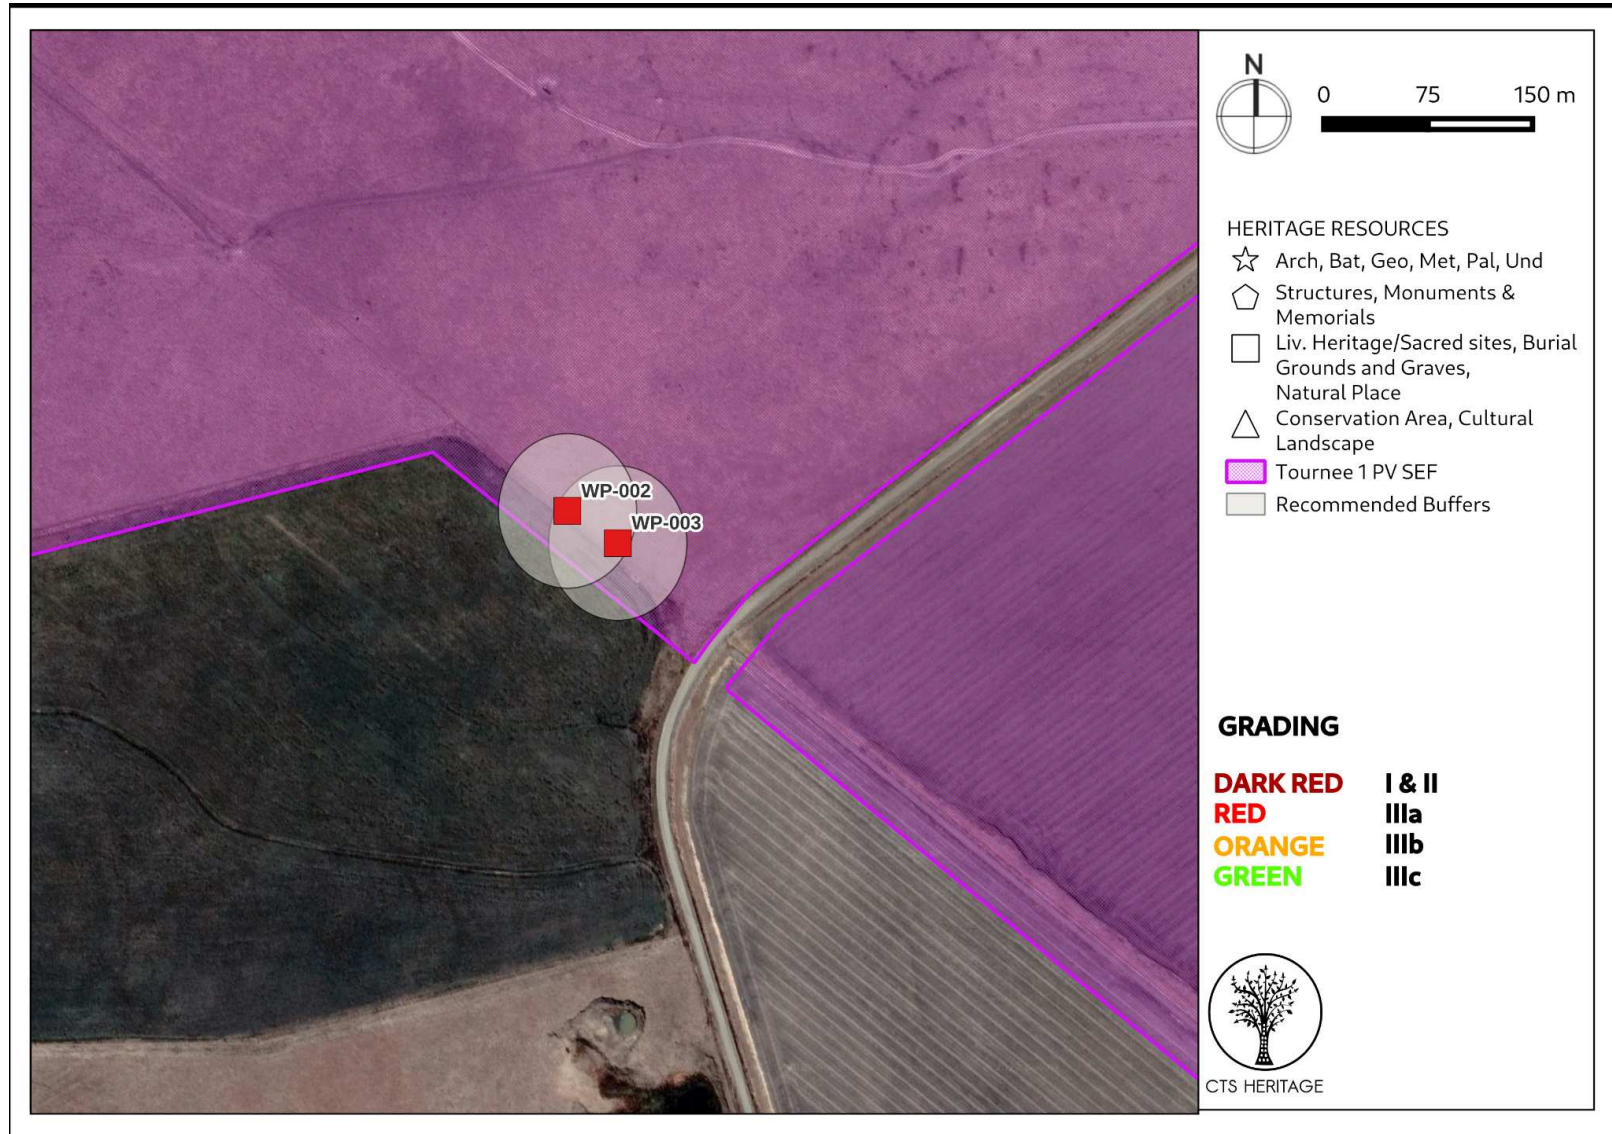 N
0 75 150 m
HERITAGE RESOURCES
Arch, Bat, Geo, Met, Pal, Und
Structures, Monuments &
Memorials
Liv. Heritage/Sacred sites, Burial
Grounds and Graves,
Natural Place
Conservation Area, Cultural
Landscape
Tournee 1 PV SEF
Recommended Buffers
WP-002
WP-003
GRADING
DARK RED I & II
RED IIIa
ORANGE IIIb
GREEN IIIc
CTS HERITAGE